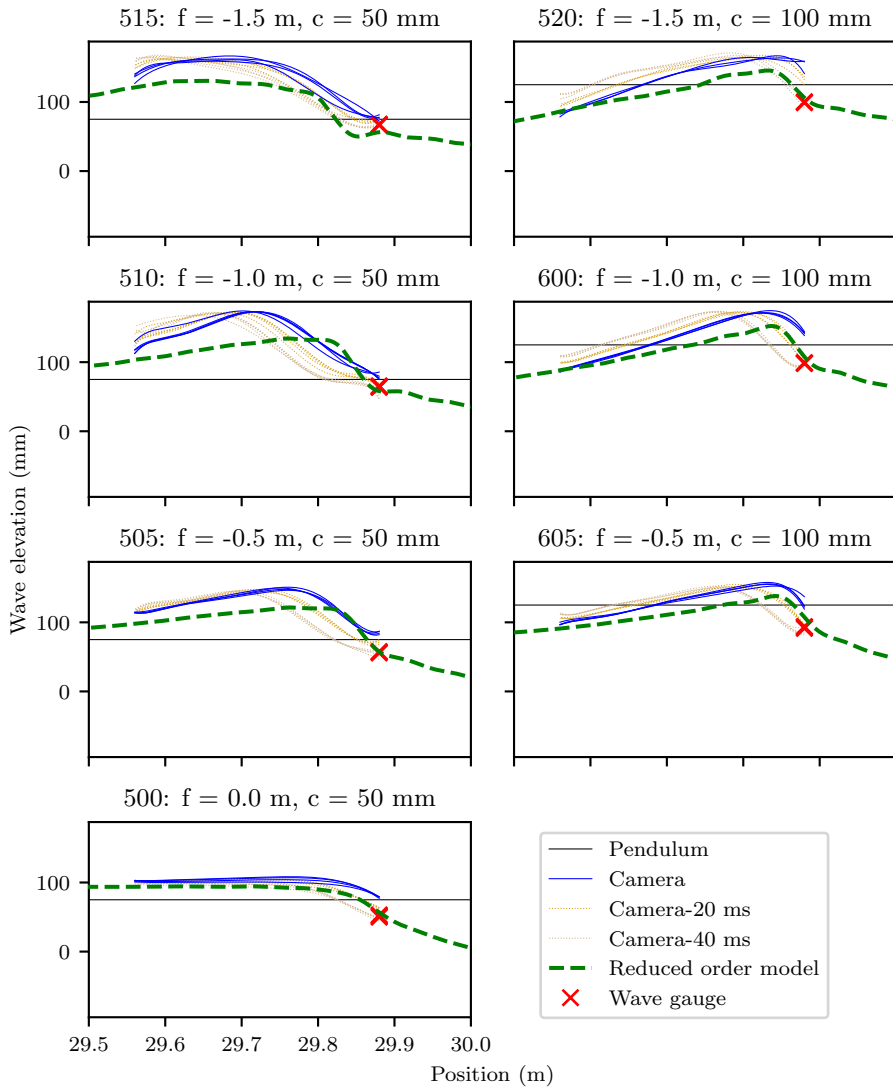 515: f = -1.5 m, c = 50 mm
520: f = -1.5 m, c = 100 mm
100
0
510: f = -1.0 m, c = 50 mm
600: f = -1.0 m, c = 100 mm
100
0
Wave elevation (mm)
505: f = -0.5 m, c = 50 mm
605: f = -0.5 m, c = 100 mm
100
0
500: f = 0.0 m, c = 50 mm
100
0
29.5
29.6
29.7
29.8
29.9
30.0
Position (m)
Pendulum
Camera
Camera-20 ms
Camera-40 ms
Reduced order model
Wave gauge